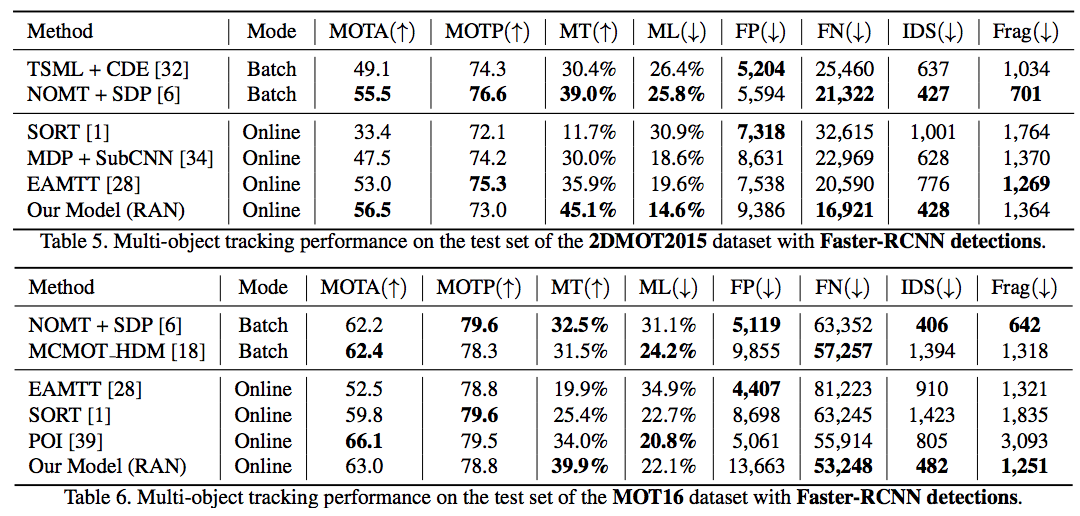 Method Mode MOTA(↑) MOTP(↑) MT(↑) ML(↓) FP(↓) FN(↓) IDS(↓) Frag(↓)
TSML + CDE [32] Batch 49.1 74.3 30.4% 26.4% 5,204 25,460 637 1,034
NOMT + SDP [6] Batch 55.5 76.6 39.0% 25.8% 5,594 21,322 427 701
SORT [1] Online 33.4 72.1 11.7% 30.9% 7,318 32,615 1,001 1,764
MDP + SubCNN [34] Online 47.5 74.2 30.0% 18.6% 8,631 22,969 628 1,370
EAMTT [28] Online 53.0 75.3 35.9% 19.6% 7,538 20,590 776 1,269
Our Model (RAN) Online 56.5 73.0 45.1% 14.6% 9,386 16,921 428 1,364
Table 5. Multi-object tracking performance on the test set of the 2DMOT2015 dataset with Faster-RCNN detections.
Method Mode MOTA(↑) MOTP(↑) MT(↑) ML(↓) FP(↓) FN(↓) IDS(↓) Frag(↓)
NOMT + SDP [6] Batch 62.2 79.6 32.5% 31.1% 5,119 63,352 406 642
MCMOT_HDM [18] Batch 62.4 78.3 31.5% 24.2% 9,855 57,257 1,394 1,318
EAMTT [28] Online 52.5 78.8 19.9% 34.9% 4,407 81,223 910 1,321
SORT [1] Online 59.8 79.6 25.4% 22.7% 8,698 63,245 1,423 1,835
POI [39] Online 66.1 79.5 34.0% 20.8% 5,061 55,914 805 3,093
Our Model (RAN) Online 63.0 78.8 39.9% 22.1% 13,663 53,248 482 1,251
Table 6. Multi-object tracking performance on the test set of the MOT16 dataset with Faster-RCNN detections.